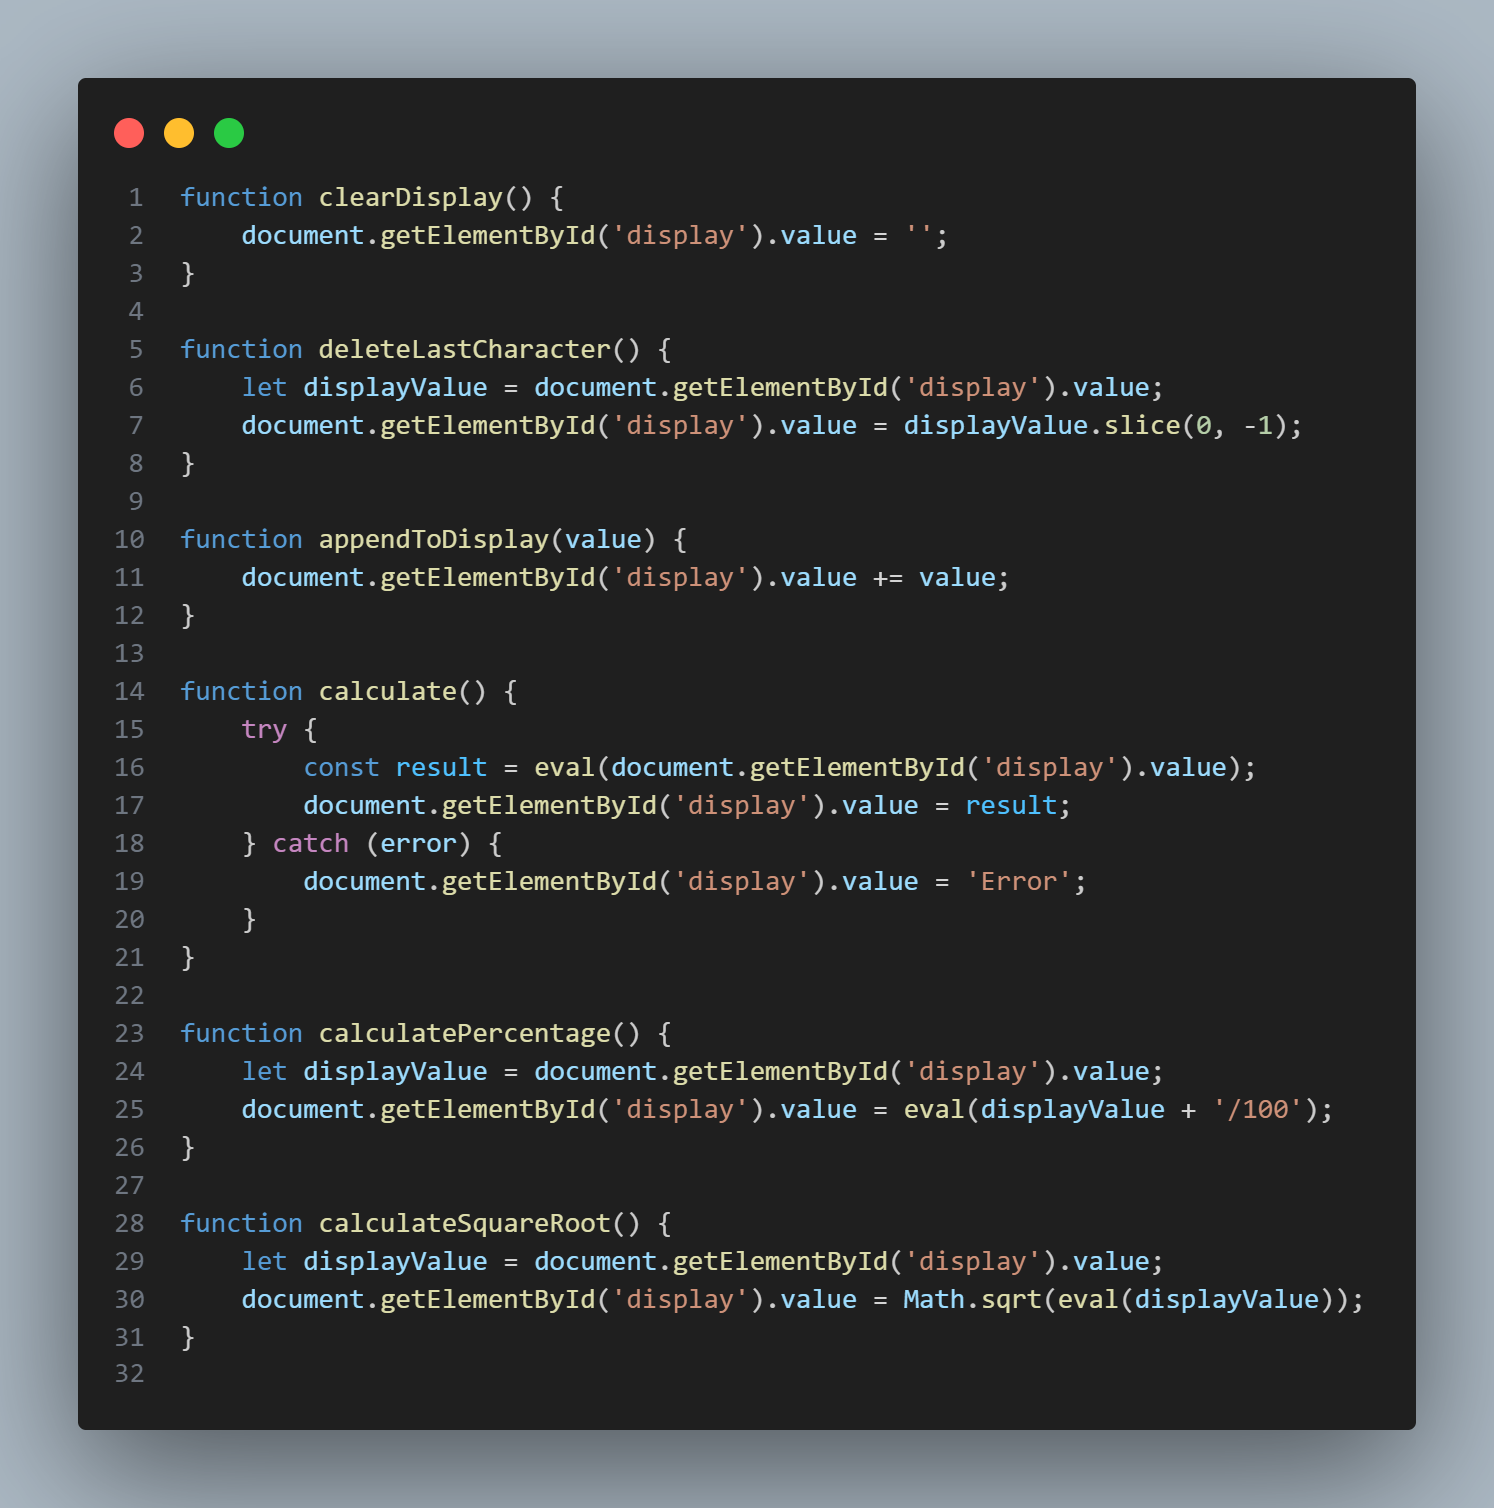 1 function clearDisplay() {
2     document.getElementById('display').value = '';
3 }
4
5 function deleteLastCharacter() {
6     let displayValue = document.getElementById('display').value;
7     document.getElementById('display').value = displayValue.slice(0, -1);
8 }
9
10 function appendToDisplay(value) {
11     document.getElementById('display').value += value;
12 }
13
14 function calculate() {
15     try {
16         const result = eval(document.getElementById('display').value);
17         document.getElementById('display').value = result;
18     } catch (error) {
19         document.getElementById('display').value = 'Error';
20     }
21 }
22
23 function calculatePercentage() {
24     let displayValue = document.getElementById('display').value;
25     document.getElementById('display').value = eval(displayValue + '/100');
26 }
27
28 function calculateSquareRoot() {
29     let displayValue = document.getElementById('display').value;
30     document.getElementById('display').value = Math.sqrt(eval(displayValue));
31 }
32